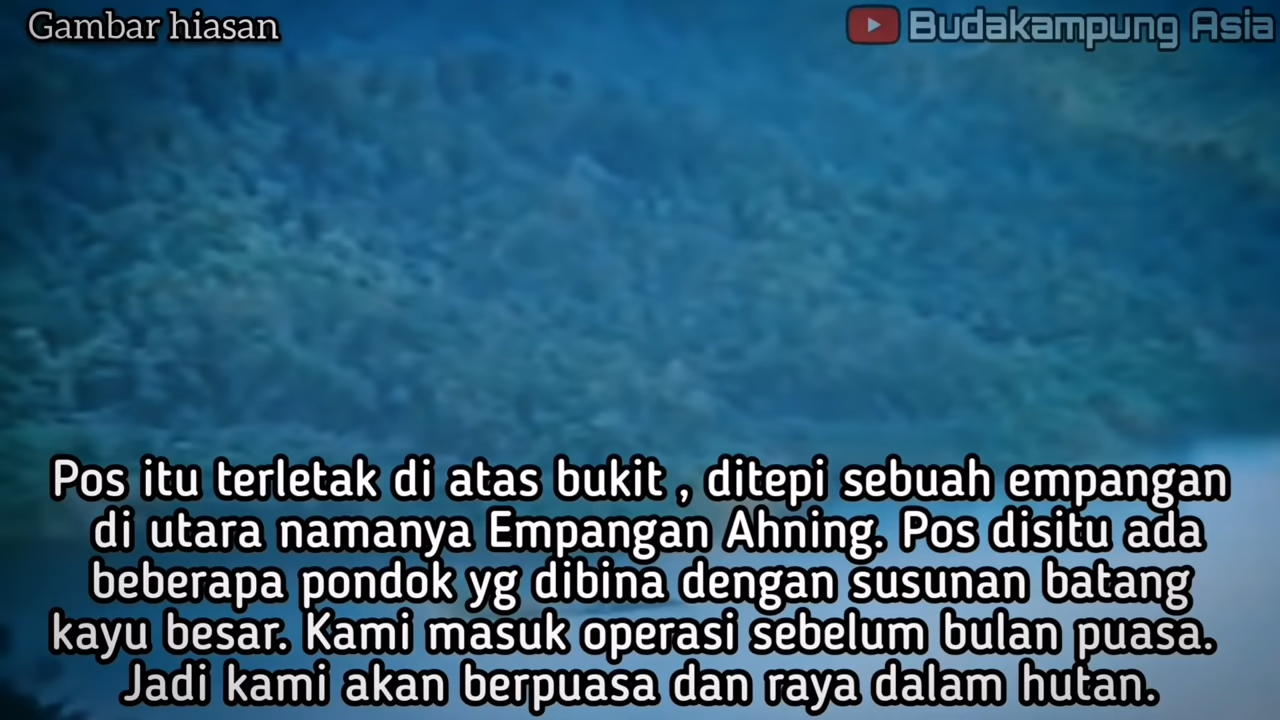 Gambar hiasan
Budakampung Asia
Pos itu terletak di atas bukit , ditepi sebuah empangan
di utara namanya Empangan Ahning. Pos disitu ada
beberapa pondok yg dibina dengan susunan batang
kayu besar. Kami masuk operasi sebelum bulan puasa.
Jadi kami akan berpuasa dan raya dalam hutan.